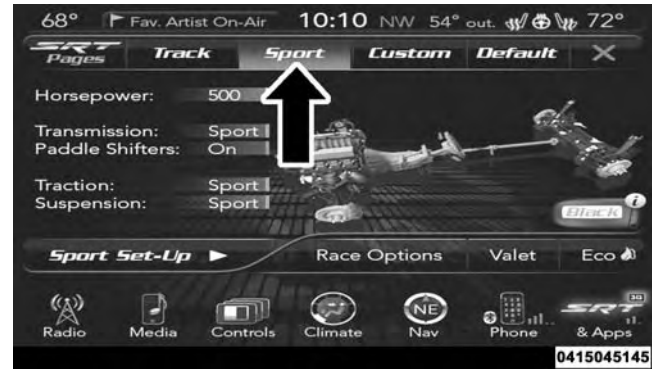 68° Fav. Artist On-Air 10:10 NW 54° out. 72°
SRT Pages Track Sport Custom Default X
Horsepower: 500
Transmission: Sport
Paddle Shifters: On
Traction: Sport
Suspension: Sport
Black i
Sport Set-Up Race Options Valet Eco
NE 3G
Radio Media Controls Climate Nav Phone SRT & Apps
0415045145